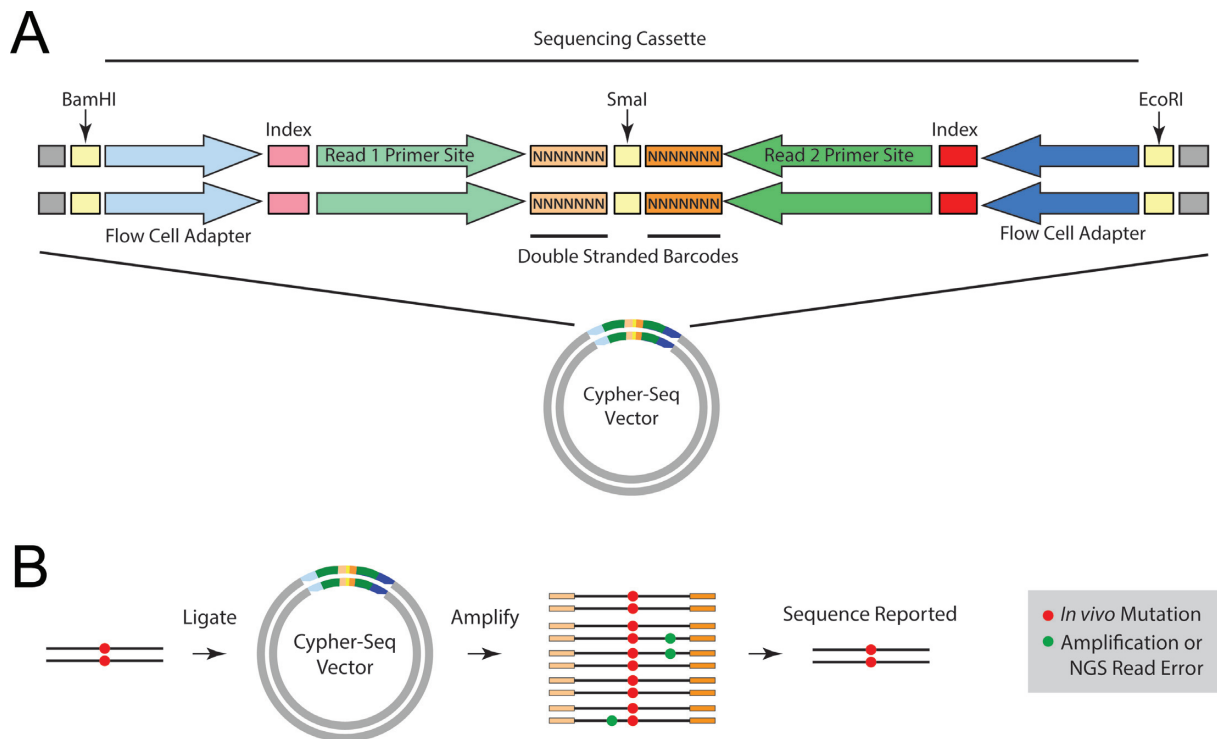 A
Sequencing Cassette
BamHI
SmaI
EcoRI
Index
Index
Read 1 Primer Site
NNNNNNN
NNNNNNN
Read 2 Primer Site
NNNNNNN
NNNNNNN
Flow Cell Adapter
Flow Cell Adapter
Double Stranded Barcodes
Cypher-Seq
Vector
B
Ligate
Cypher-Seq
Vector
Amplify
Sequence Reported
In vivo Mutation
Amplification or
NGS Read Error